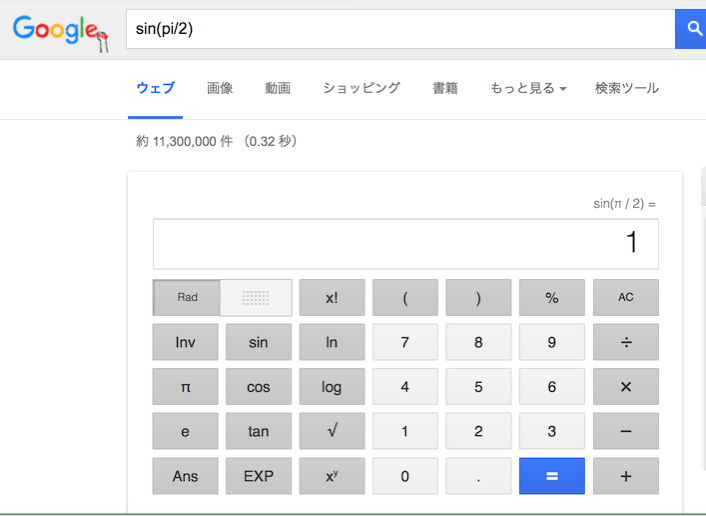 Google
sin(pi/2)
ウェブ 画像 動画 ショッピング 書籍 もっと見る 検索ツール
約 11,300,000 件 （0.32 秒）
sin(π / 2) =
1
Rad x! ( ) % AC
Inv sin ln 7 8 9 ÷
π cos log 4 5 6 ×
e tan √ 1 2 3 −
Ans EXP xʸ 0 . = +